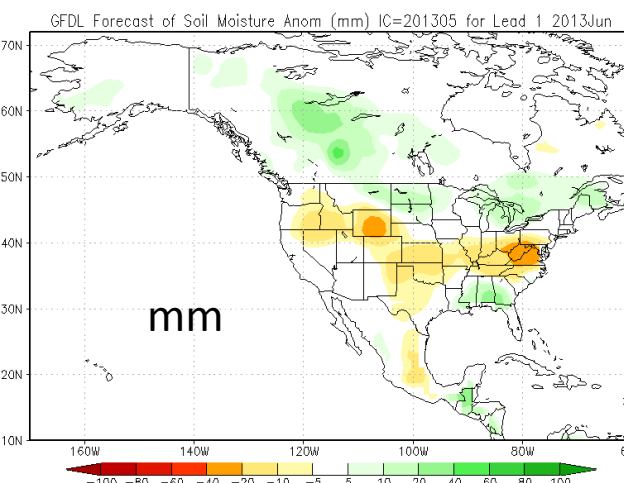 GFDL Forecast of Soil Moisture Anom (mm) IC=201305 for Lead 1 2013Jun
70N
60N
50N
40N
30N
20N
10N
mm
160W 140W 120W 100W 80W
−100 −80 −60 −40 −20 −10 −5 5 10 20 40 60 80 100